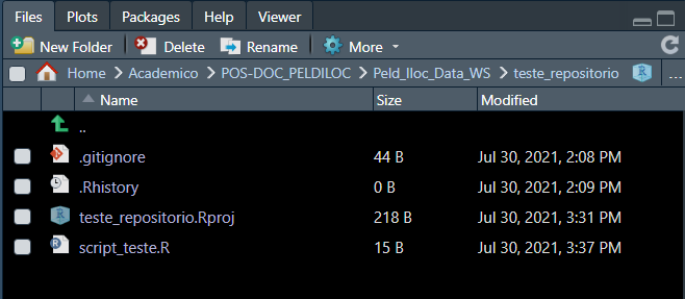 Files Plots Packages Help Viewer
New Folder Delete Rename More
Home Academico POS-DOC_PELDILOC Peld_Iloc_Data_WS teste_repositorio ...
Name Size Modified
..
.gitignore 44 B Jul 30, 2021, 2:08 PM
.Rhistory 0 B Jul 30, 2021, 2:09 PM
teste_repositorio.Rproj 218 B Jul 30, 2021, 3:31 PM
script_teste.R 15 B Jul 30, 2021, 3:37 PM